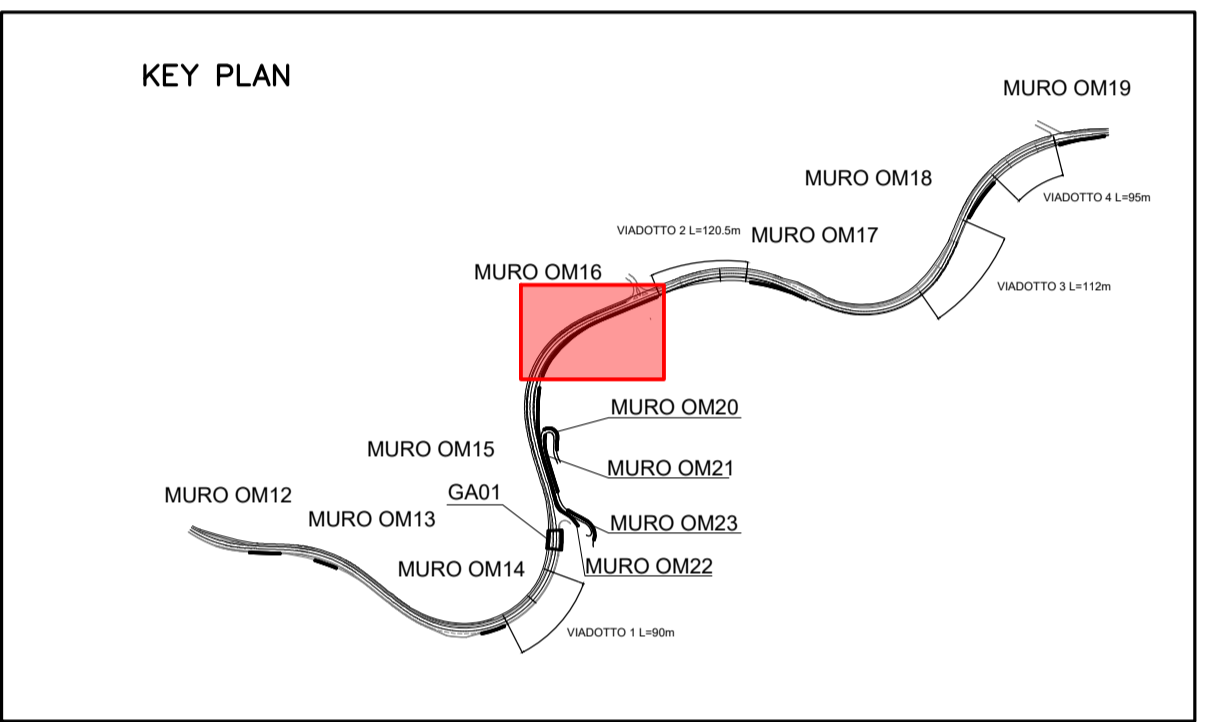 KEY PLAN
MURO OM19
MURO OM18
VIADOTTO 4 L=95m
VIADOTTO 2 L=120.5m
MURO OM17
MURO OM16
VIADOTTO 3 L=112m
MURO OM20
MURO OM15
MURO OM21
GA01
MURO OM12
MURO OM13
MURO OM23
MURO OM14
MURO OM22
VIADOTTO 1 L=90m